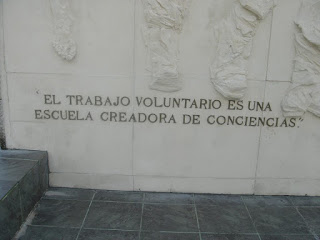 "EL TRABAJO VOLUNTARIO ES UNA
ESCUELA CREADORA DE CONCIENCIAS."